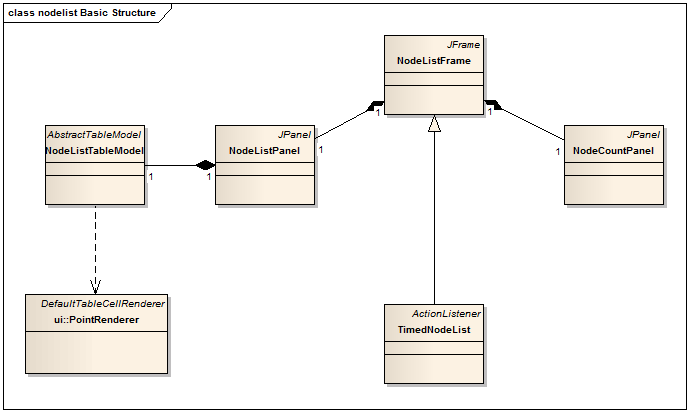 class nodelist Basic Structure
JFrame
NodeListFrame
1
1
AbstractTableModel
NodeListTableModel
1
JPanel
NodeListPanel
1
1
JPanel
NodeCountPanel
1
DefaultTableCellRenderer
ui::PointRenderer
ActionListener
TimedNodeList